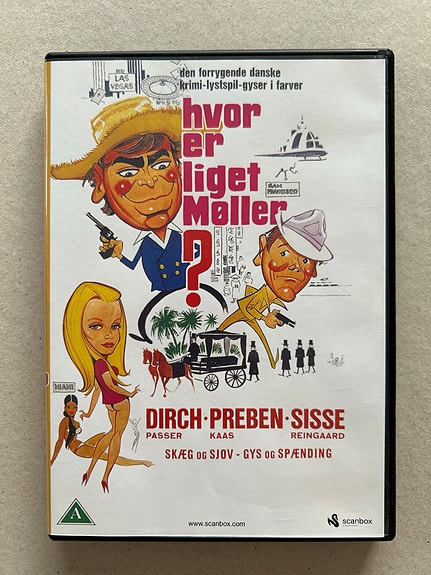 LAS VEGAS
den forrygende danske
krimi-lystspil-gyser i farver
hvor
er
liget
Møller
?
SAN FRANCISCO
MIAMI
DIRCH · PREBEN · SISSE
PASSER KAAS REINGAARD
SKÆG OG SJOV - GYS OG SPÆNDING
A
www.scanbox.com
scanbox